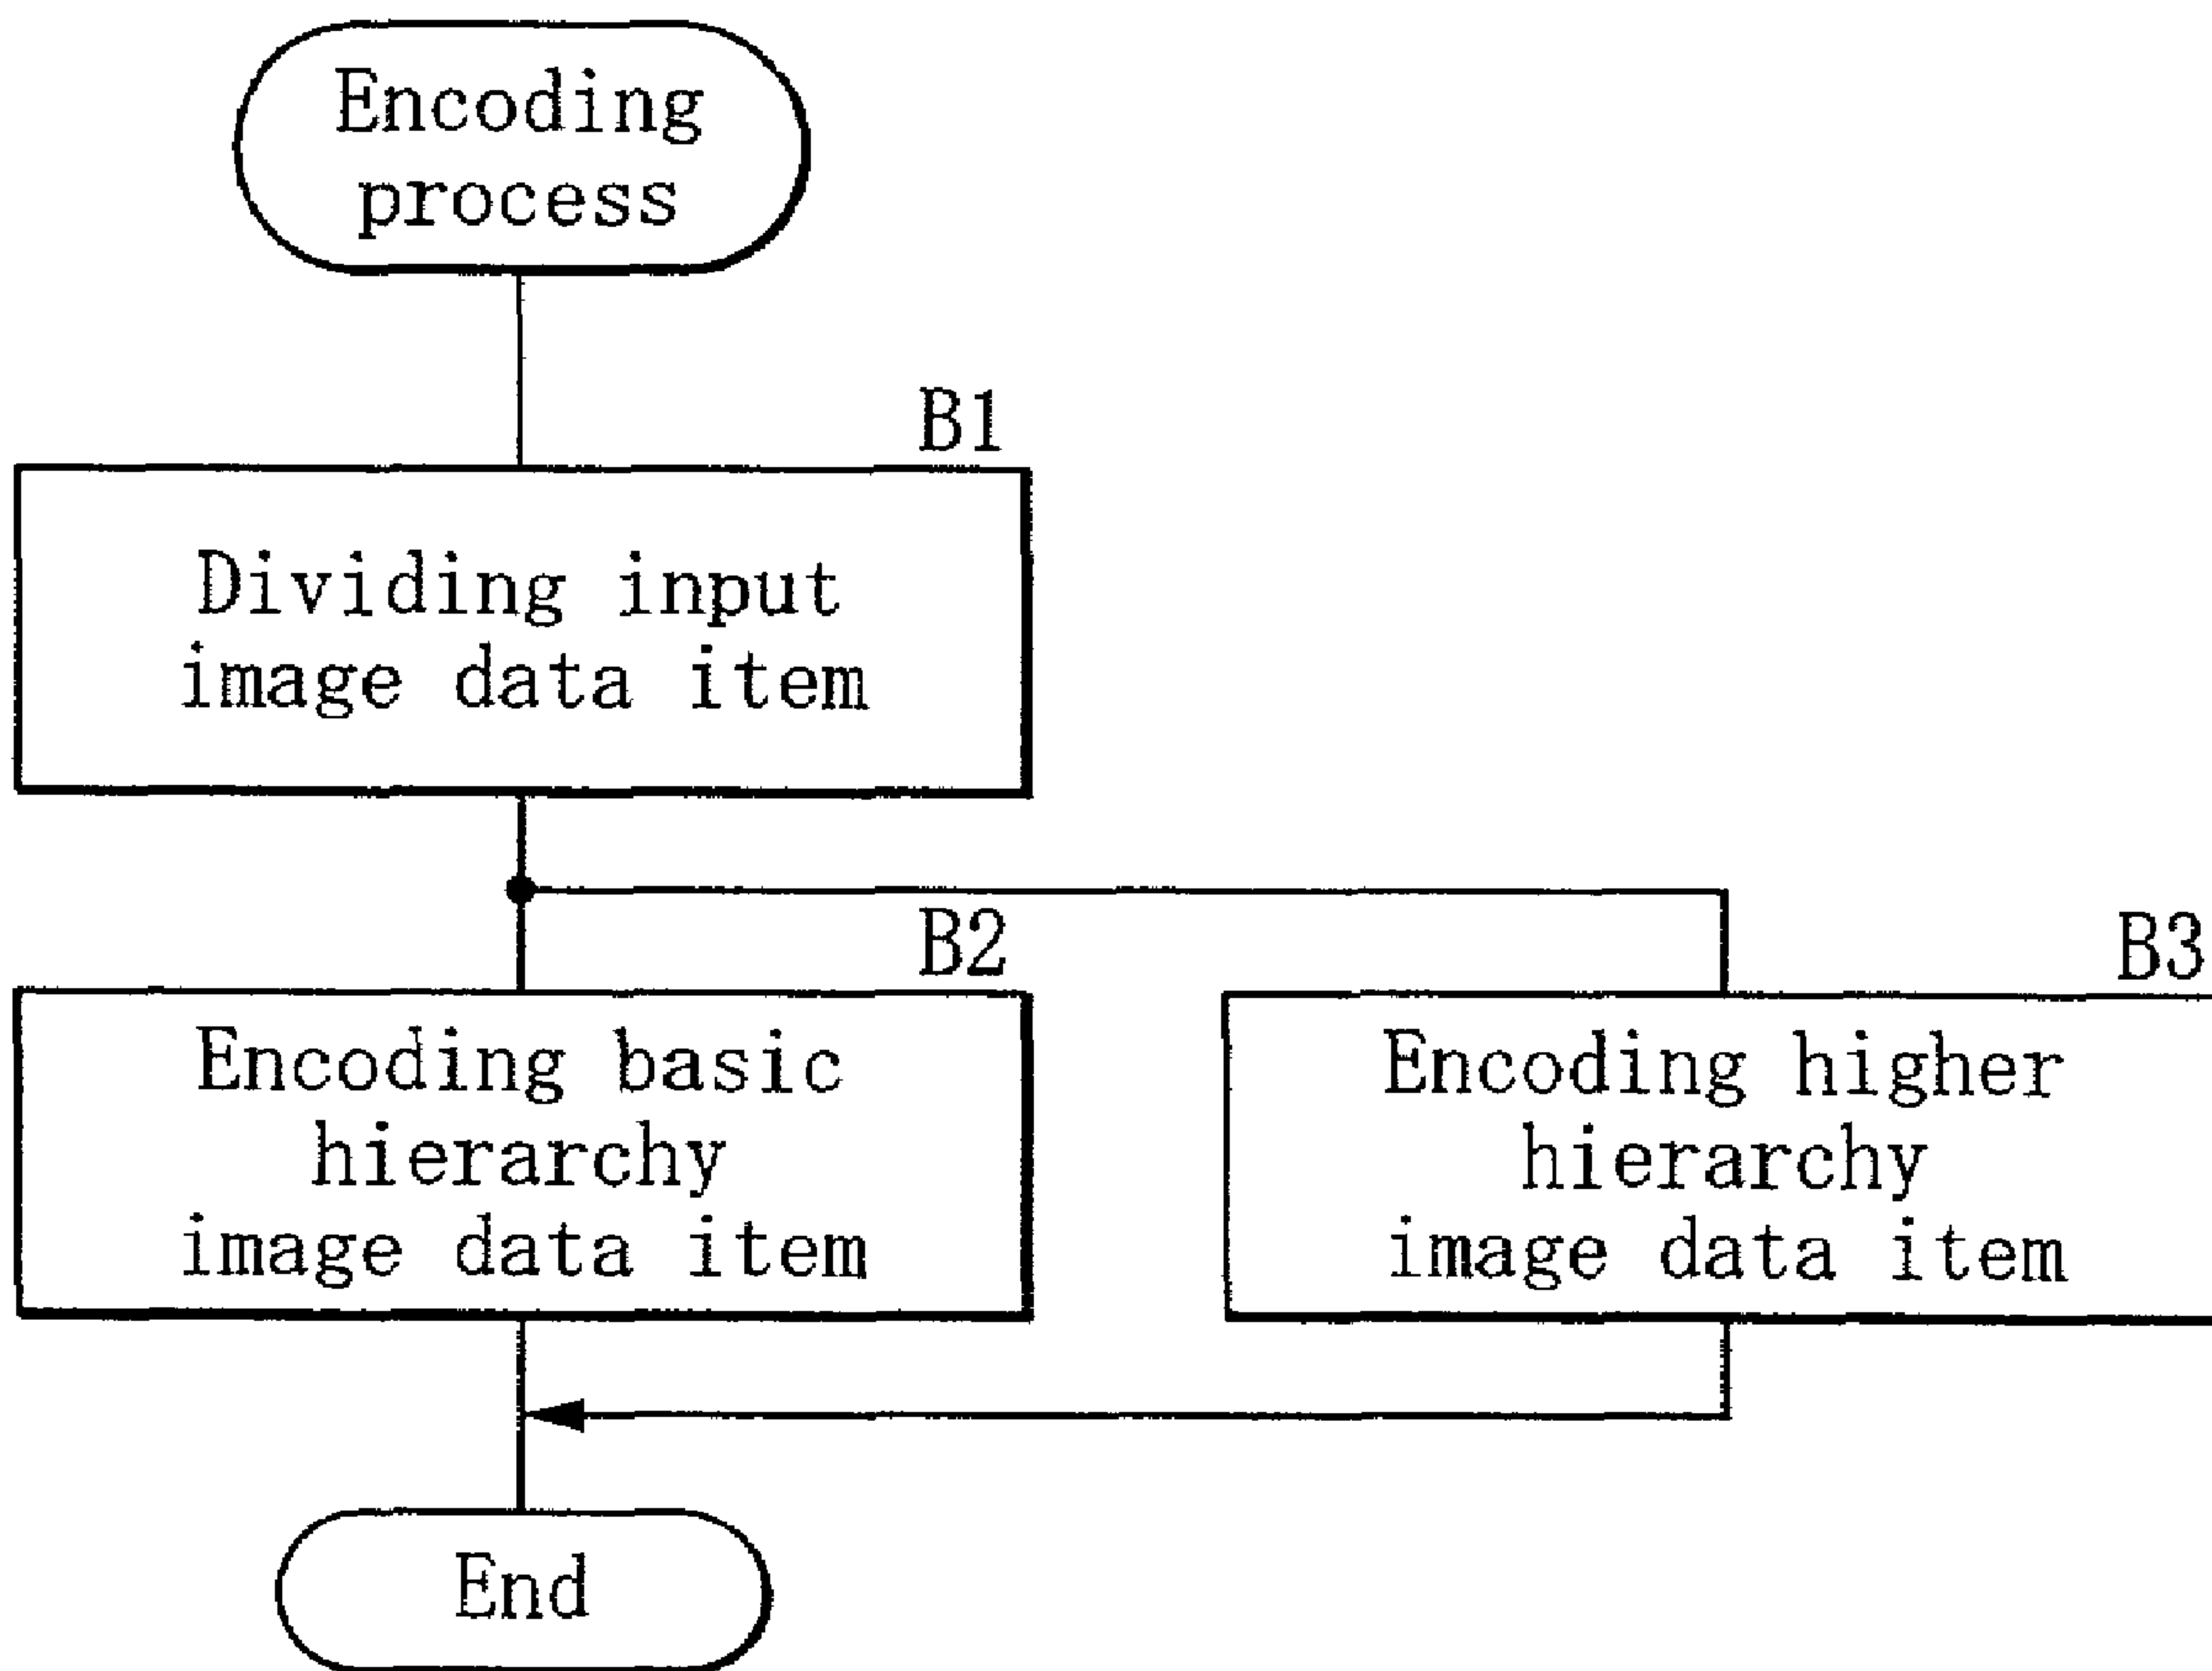 Encoding
process
B1
Dividing input
image data item
B2
Encoding basic
hierarchy
image data item
B3
Encoding higher
hierarchy
image data item
End